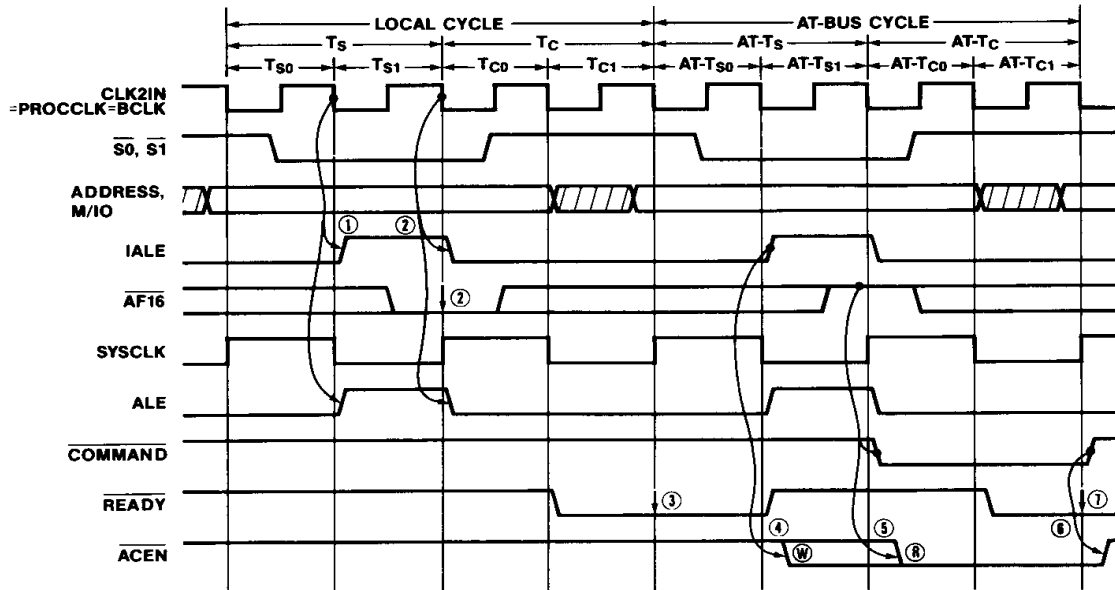 LOCAL CYCLE AT-BUS CYCLE
TS TC AT-TS AT-TC
TS0 TS1 TC0 TC1 AT-TS0 AT-TS1 AT-TC0 AT-TC1
CLK2IN
=PROCCLK=BCLK
S0, S1
ADDRESS,
M/IO
① ②
IALE
AF16 ②
SYSCLK
ALE
COMMAND
READY ③ ⑦
④ ⑤ ⑥
ACEN Ⓦ Ⓡ